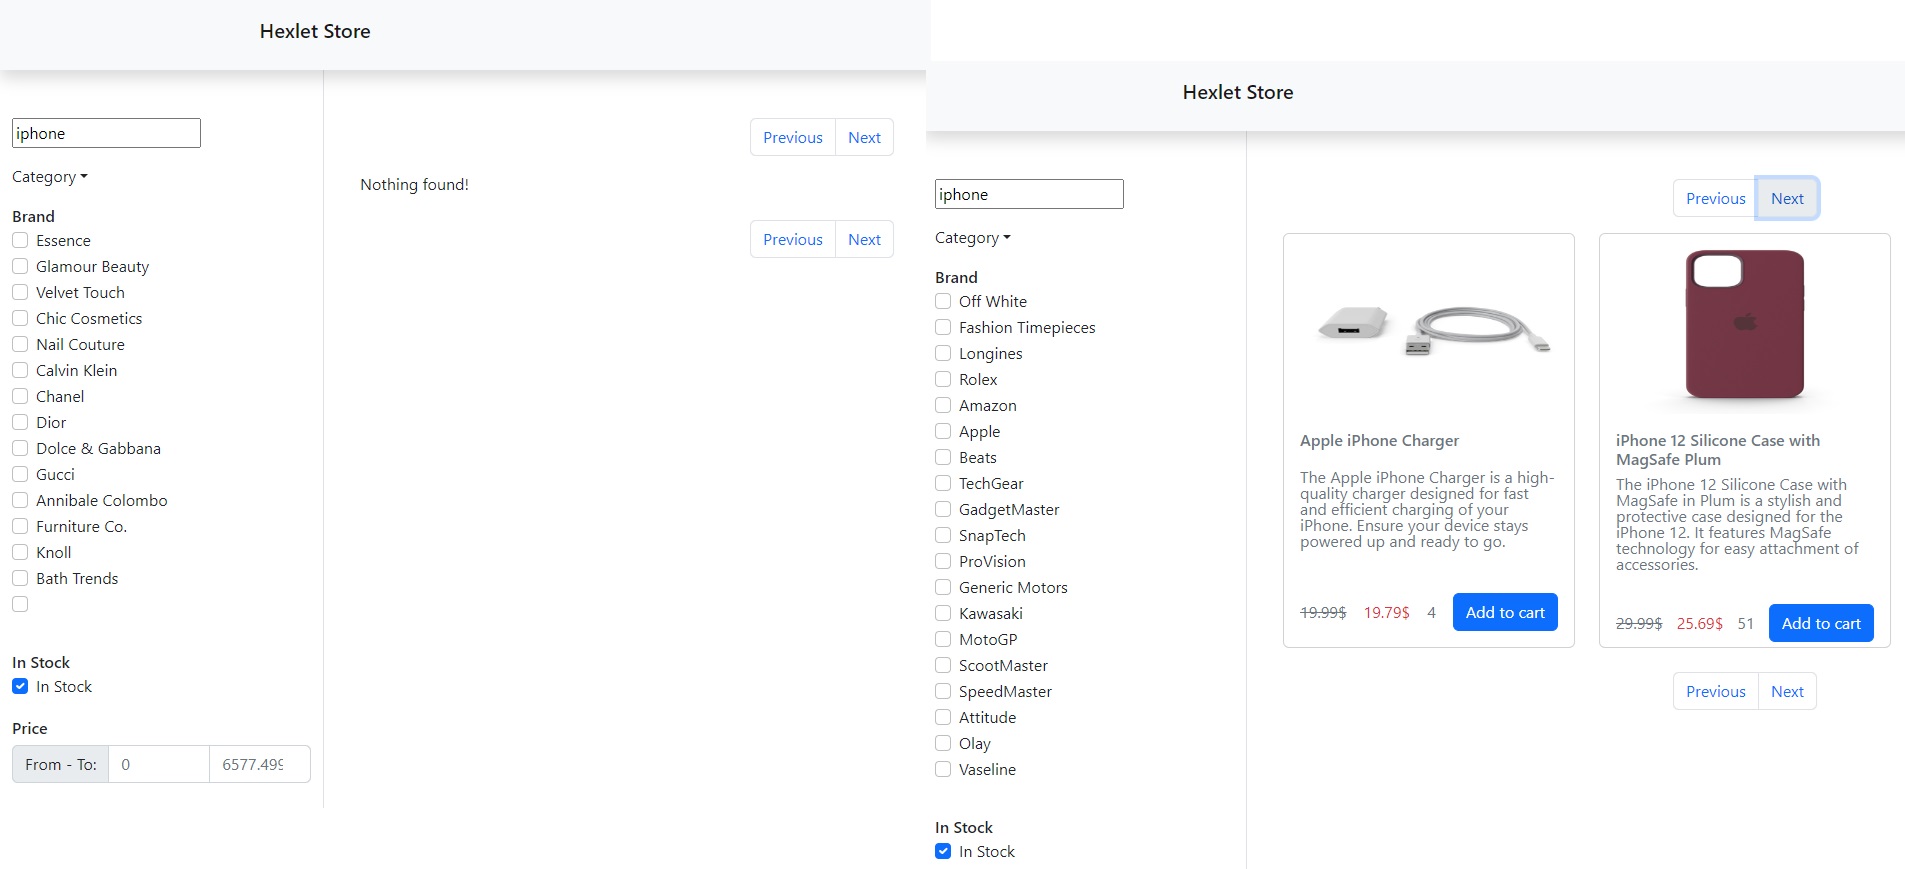 Hexlet Store
iphone
Category
Brand
Essence
Glamour Beauty
Velvet Touch
Chic Cosmetics
Nail Couture
Calvin Klein
Chanel
Dior
Dolce & Gabbana
Gucci
Annibale Colombo
Furniture Co.
Knoll
Bath Trends
In Stock
In Stock
Price
From - To: 0 6577.499
Previous Next
Nothing found!
Previous Next
Hexlet Store
iphone
Category
Brand
Off White
Fashion Timepieces
Longines
Rolex
Amazon
Apple
Beats
TechGear
GadgetMaster
SnapTech
ProVision
Generic Motors
Kawasaki
MotoGP
ScootMaster
SpeedMaster
Attitude
Olay
Vaseline
In Stock
In Stock
Previous Next
Apple iPhone Charger
The Apple iPhone Charger is a high-
quality charger designed for fast
and efficient charging of your
iPhone. Ensure your device stays
powered up and ready to go.
19.99$ 19.79$ 4 Add to cart
iPhone 12 Silicone Case with
MagSafe Plum
The iPhone 12 Silicone Case with
MagSafe in Plum is a stylish and
protective case designed for the
iPhone 12. It features MagSafe
technology for easy attachment of
accessories.
29.99$ 25.69$ 51 Add to cart
Previous Next